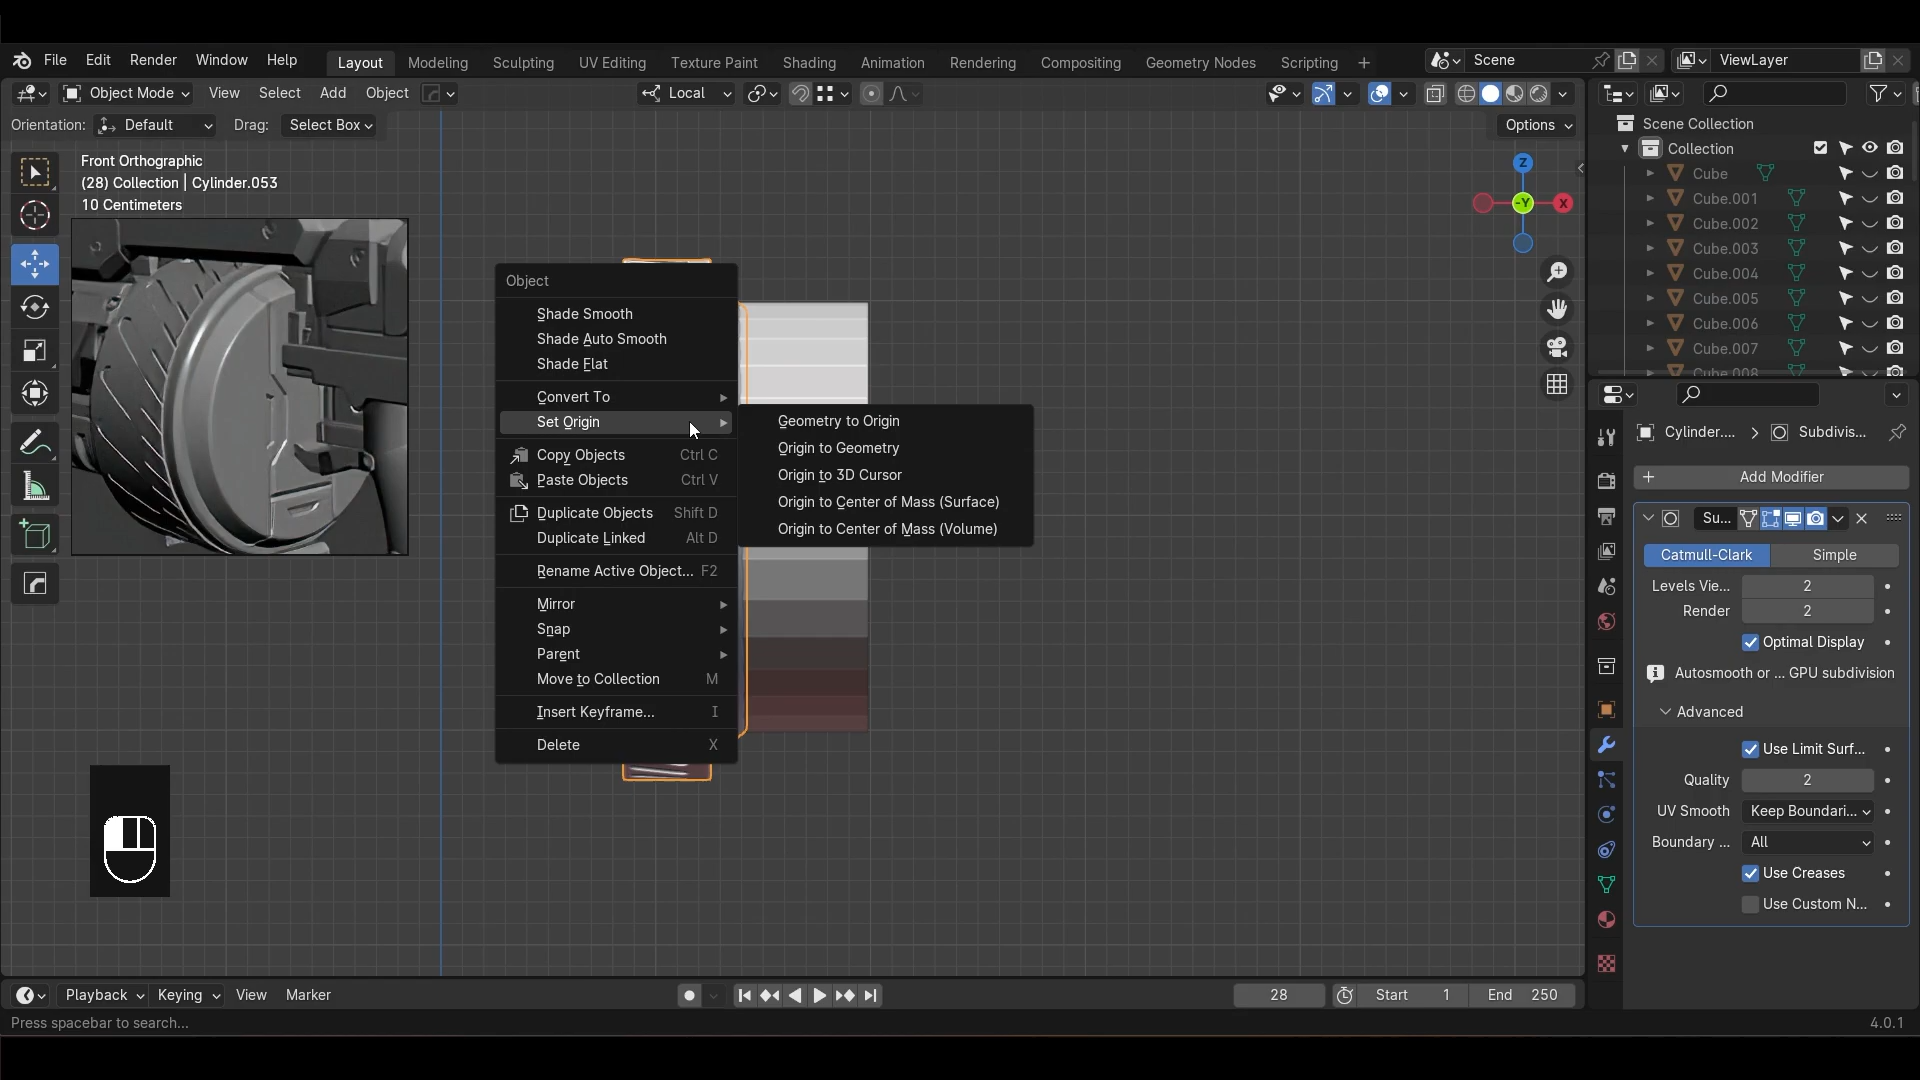 File Edit Render Window Help Layout Modeling Sculpting UV Editing Texture Paint Shading Animation Rendering Compositing Geometry Nodes Scripting + Scene ViewLayer
Object Mode View Select Add Object Local
Orientation: Default Drag: Select Box Options
Front Orthographic
(28) Collection | Cylinder.053
10 Centimeters
Z
-Y
X
Object
Shade Smooth
Shade Auto Smooth
Shade Flat
Convert To
Set Origin
Copy Objects Ctrl C
Paste Objects Ctrl V
Duplicate Objects Shift D
Duplicate Linked Alt D
Rename Active Object... F2
Mirror
Snap
Parent
Move to Collection M
Insert Keyframe... I
Delete X
Geometry to Origin
Origin to Geometry
Origin to 3D Cursor
Origin to Center of Mass (Surface)
Origin to Center of Mass (Volume)
Scene Collection
Collection
Cube
Cube.001
Cube.002
Cube.003
Cube.004
Cube.005
Cube.006
Cube.007
Cube.008
Cylinder.... Subdivis...
Add Modifier
Su...
Catmull-Clark Simple
Levels Vie... 2
Render 2
Optimal Display
Autosmooth or ... GPU subdivision
Advanced
Use Limit Surf...
Quality 2
UV Smooth Keep Boundari...
Boundary ... All
Use Creases
Use Custom N...
Playback Keying View Marker 28 Start 1 End 250
Press spacebar to search... 4.0.1